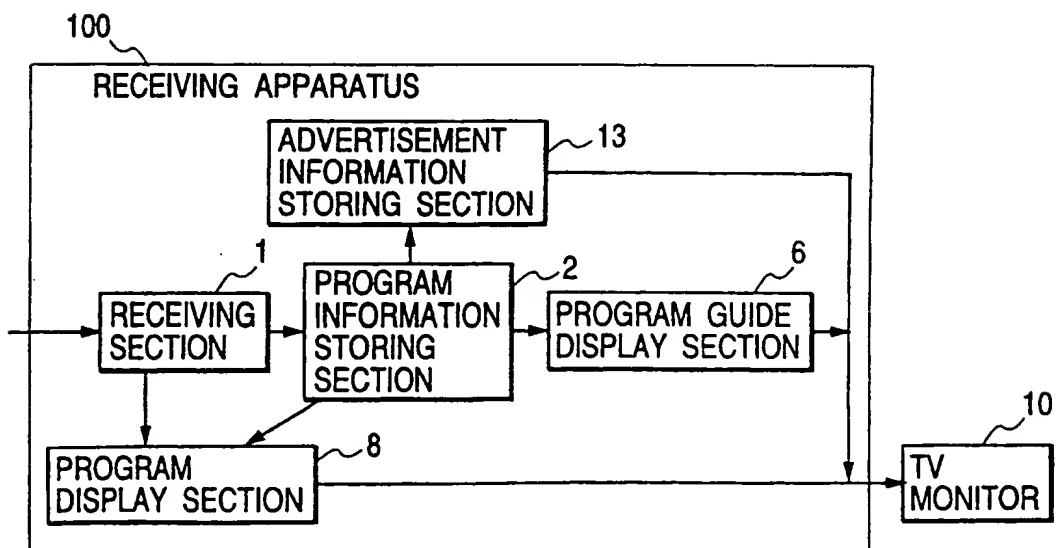 100
RECEIVING APPARATUS
ADVERTISEMENT
INFORMATION
STORING SECTION
13
1
RECEIVING
SECTION
PROGRAM
INFORMATION
STORING
SECTION
2
6
PROGRAM GUIDE
DISPLAY SECTION
PROGRAM
DISPLAY SECTION
8
10
TV
MONITOR